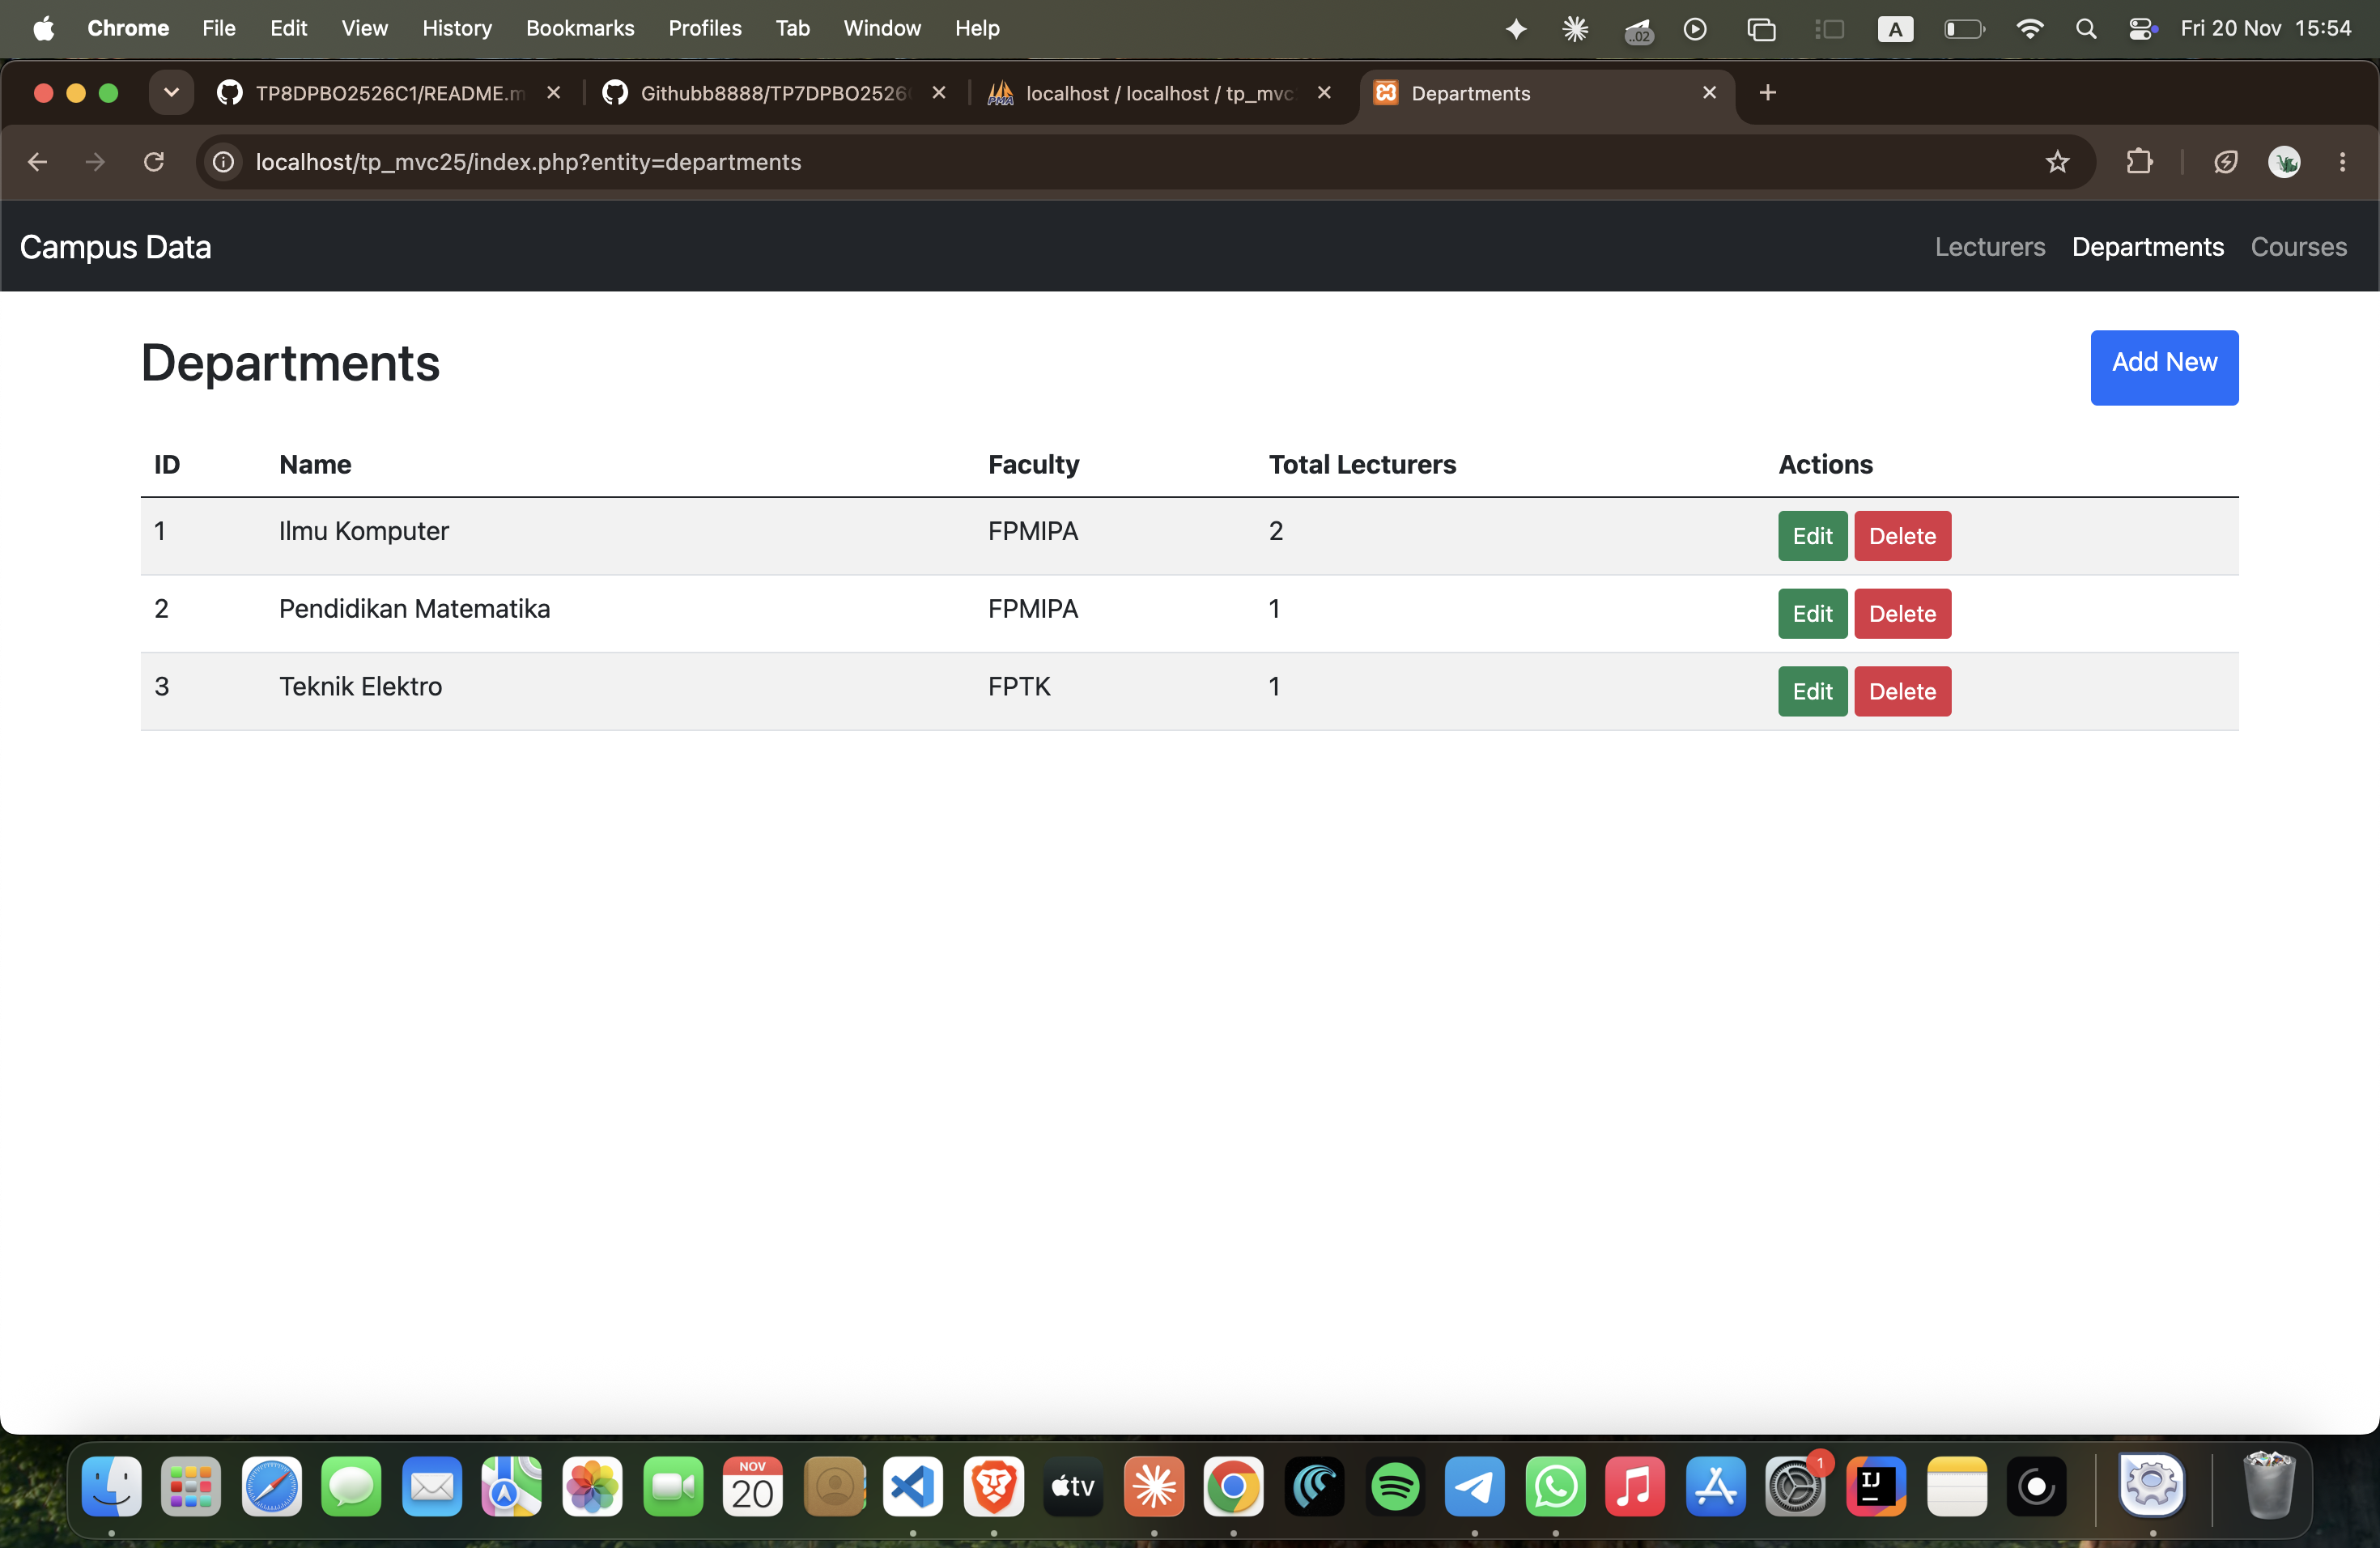 Chrome File Edit View History Bookmarks Profiles Tab Window Help ..02 A Fri 20 Nov 15:54
TP8DPBO2526C1/README.m Githubb8888/TP7DPBO2526 localhost / localhost / tp_mvc Departments
localhost/tp_mvc25/index.php?entity=departments
Campus Data Lecturers Departments Courses
Departments Add New
ID Name Faculty Total Lecturers Actions
1 Ilmu Komputer FPMIPA 2 Edit Delete
2 Pendidikan Matematika FPMIPA 1 Edit Delete
3 Teknik Elektro FPTK 1 Edit Delete
NOV 1
20 tv IJ